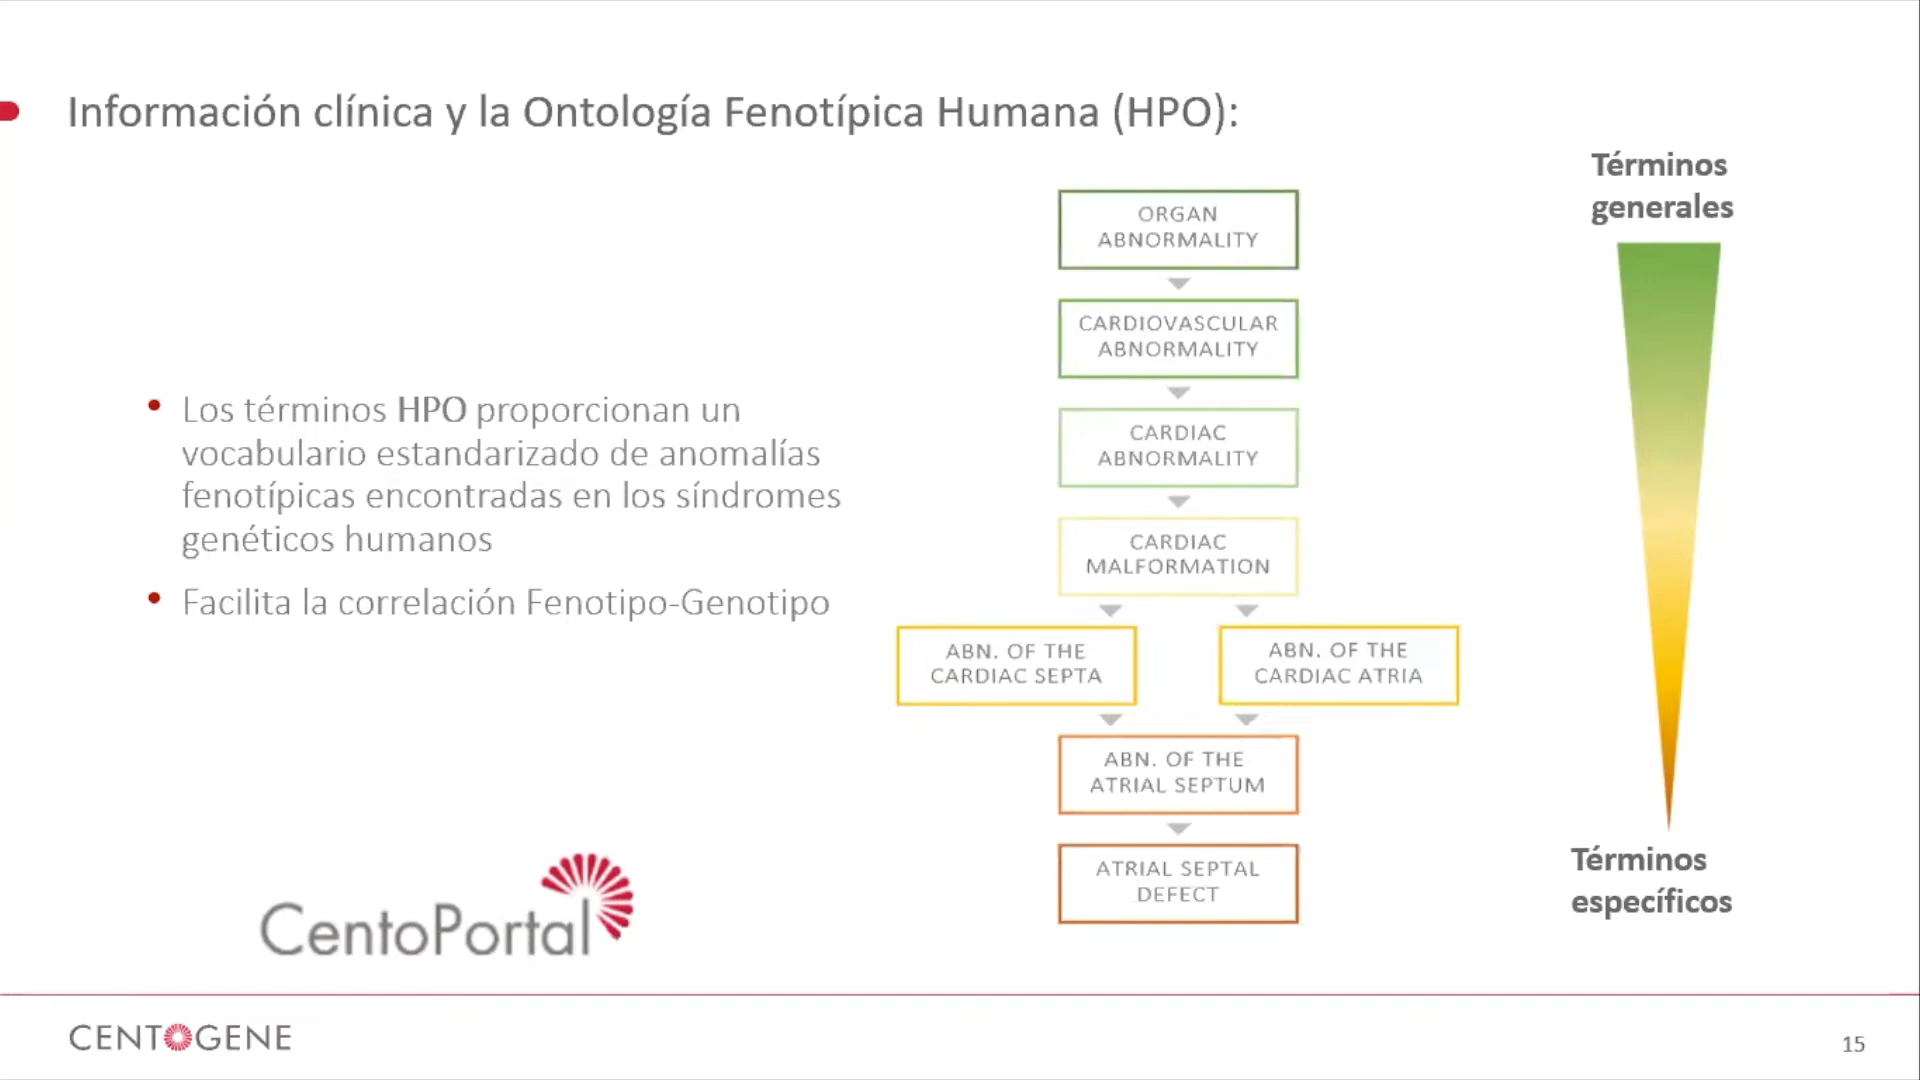 Información clínica y la Ontología Fenotípica Humana (HPO):
• Los términos HPO proporcionan un
vocabulario estandarizado de anomalías
fenotípicas encontradas en los síndromes
genéticos humanos
• Facilita la correlación Fenotipo-Genotipo
ORGAN
ABNORMALITY
CARDIOVASCULAR
ABNORMALITY
CARDIAC
ABNORMALITY
CARDIAC
MALFORMATION
ABN. OF THE
CARDIAC SEPTA
ABN. OF THE
CARDIAC ATRIA
ABN. OF THE
ATRIAL SEPTUM
ATRIAL SEPTAL
DEFECT
Términos
generales
Términos
específicos
CentoPortal
CENTOGENE
15